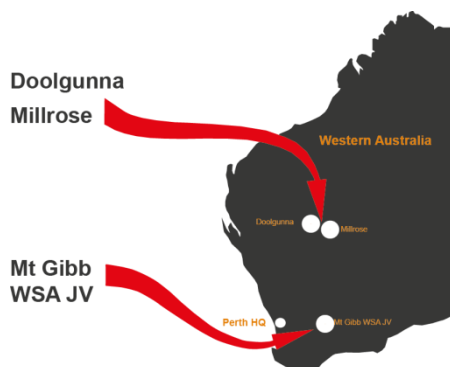 Doolgunna
Millrose
Western Australia
Doolgunna
Millrose
Mt Gibb
WSA JV
Perth HQ
Mt Gibb WSA JV